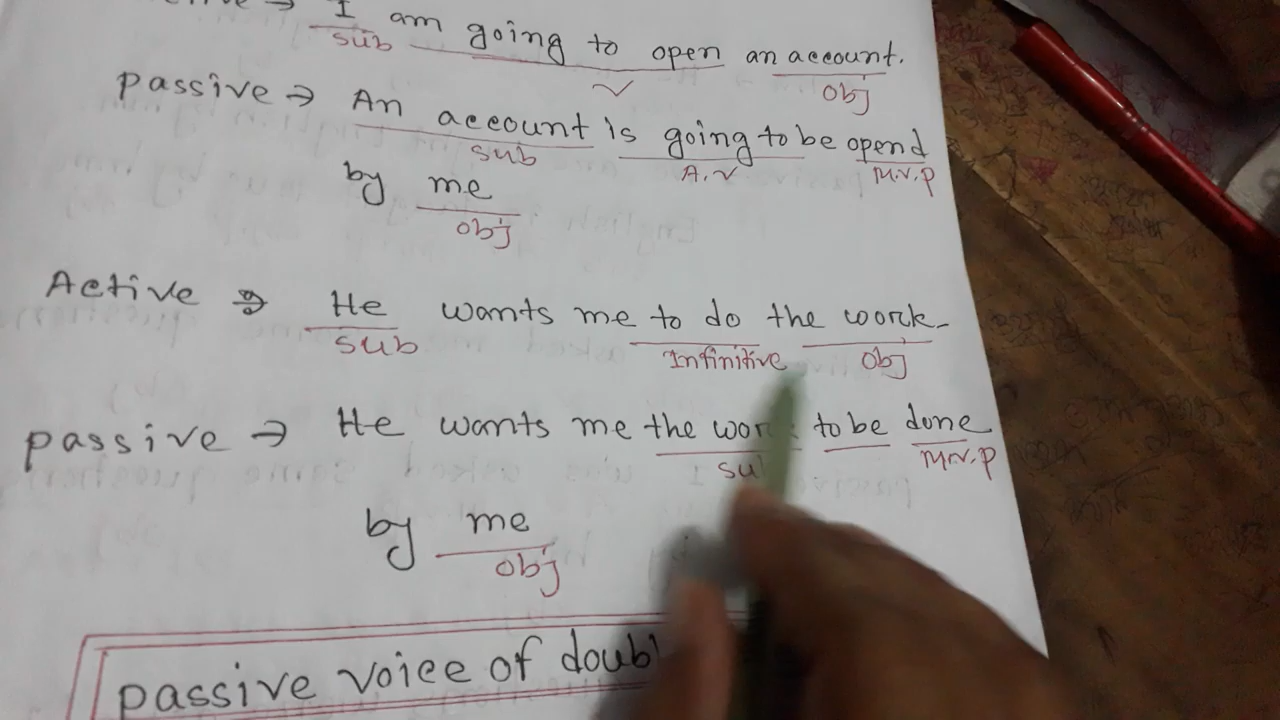 I am going to open an account.
sub
V
obj
passive → An account is going to be opend
sub
A.V
M.V.P
by me
obj
Active → He wants me to do the work.
sub
Infinitive
obj
passive → He wants me the to be done
M.V.P
by me
obj
passive voice of